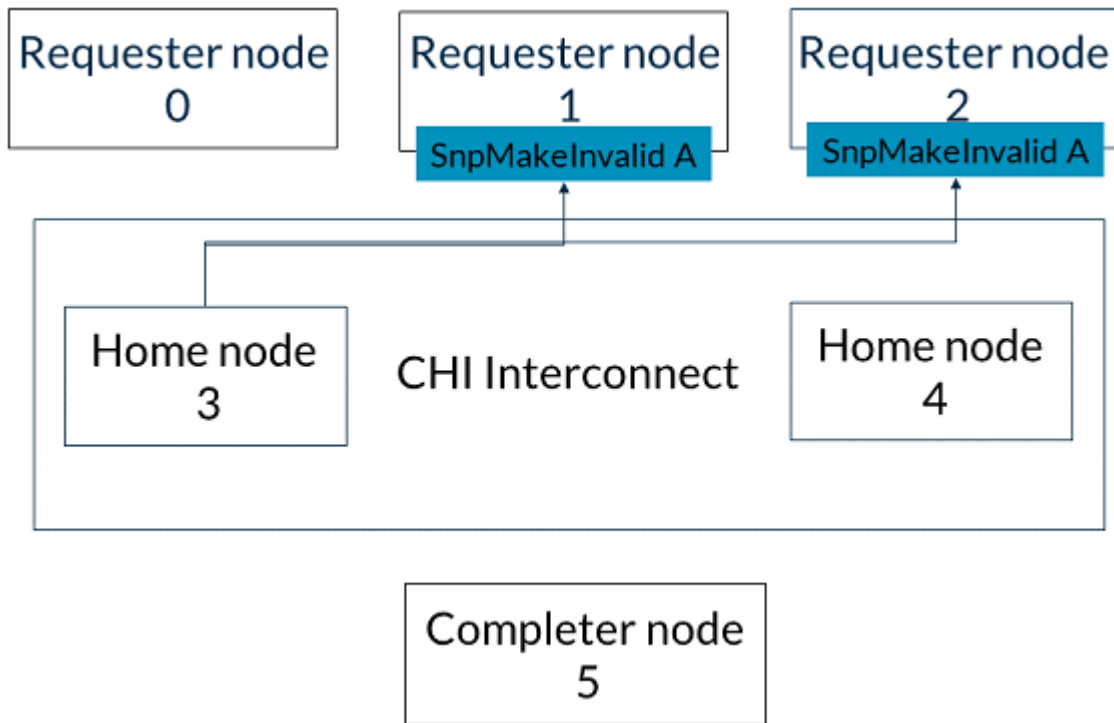 Requester node
0
Requester node
1
SnpMakeInvalid A
Requester node
2
SnpMakeInvalid A
Home node
3
CHI Interconnect
Home node
4
Completer node
5